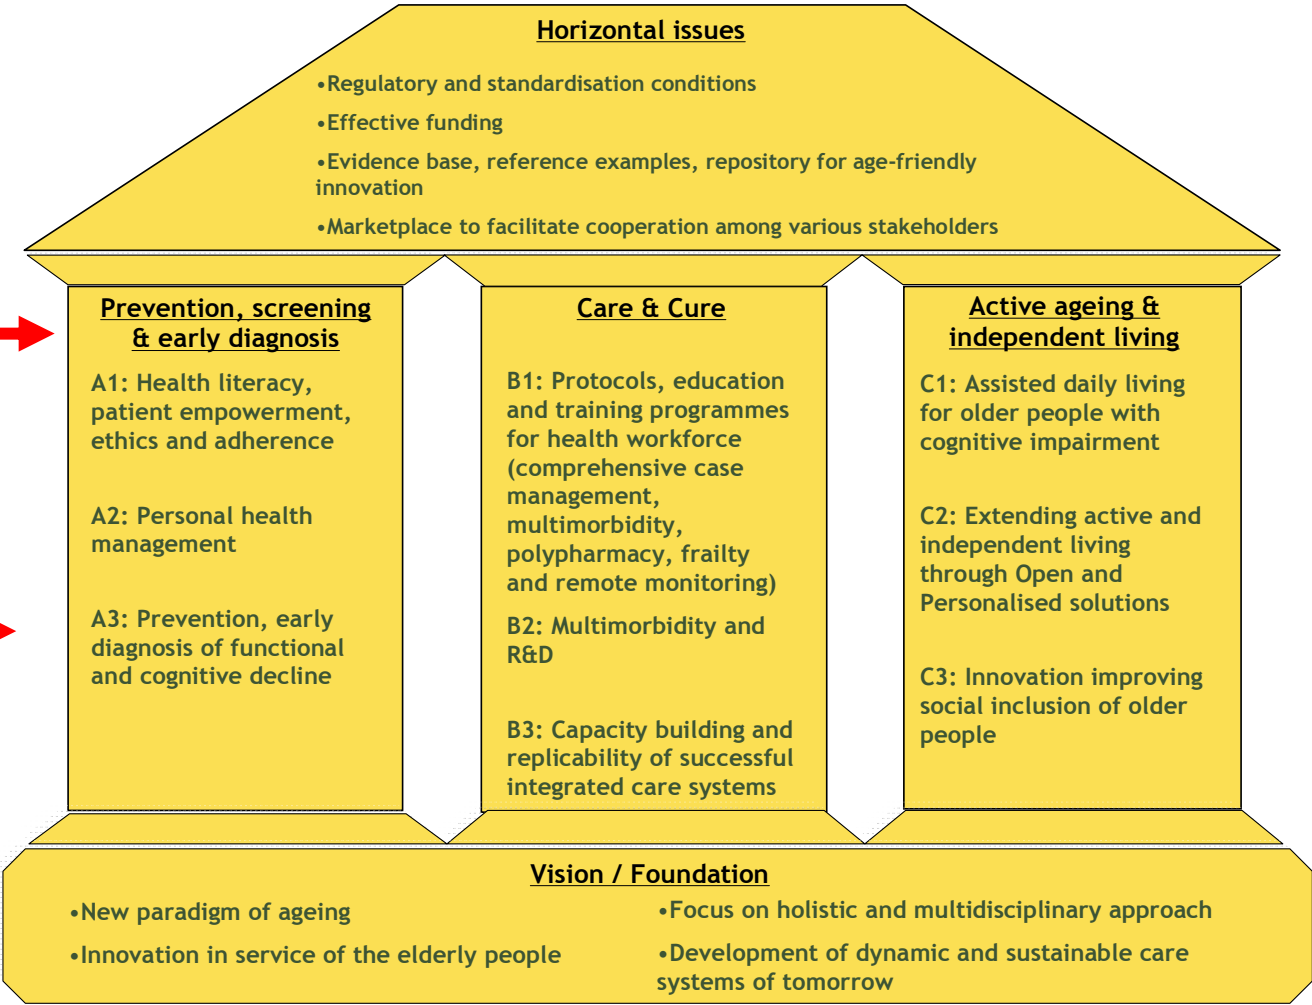 Horizontal issues
•Regulatory and standardisation conditions
•Effective funding
•Evidence base, reference examples, repository for age-friendly
innovation
•Marketplace to facilitate cooperation among various stakeholders
Prevention, screening
& early diagnosis
A1: Health literacy,
patient empowerment,
ethics and adherence
A2: Personal health
management
A3: Prevention, early
diagnosis of functional
and cognitive decline
Care & Cure
B1: Protocols, education
and training programmes
for health workforce
(comprehensive case
management,
multimorbidity,
polypharmacy, frailty
and remote monitoring)
B2: Multimorbidity and
R&D
B3: Capacity building and
replicability of successful
integrated care systems
Active ageing &
independent living
C1: Assisted daily living
for older people with
cognitive impairment
C2: Extending active and
independent living
through Open and
Personalised solutions
C3: Innovation improving
social inclusion of older
people
Vision / Foundation
•New paradigm of ageing
•Innovation in service of the elderly people
•Focus on holistic and multidisciplinary approach
•Development of dynamic and sustainable care
systems of tomorrow